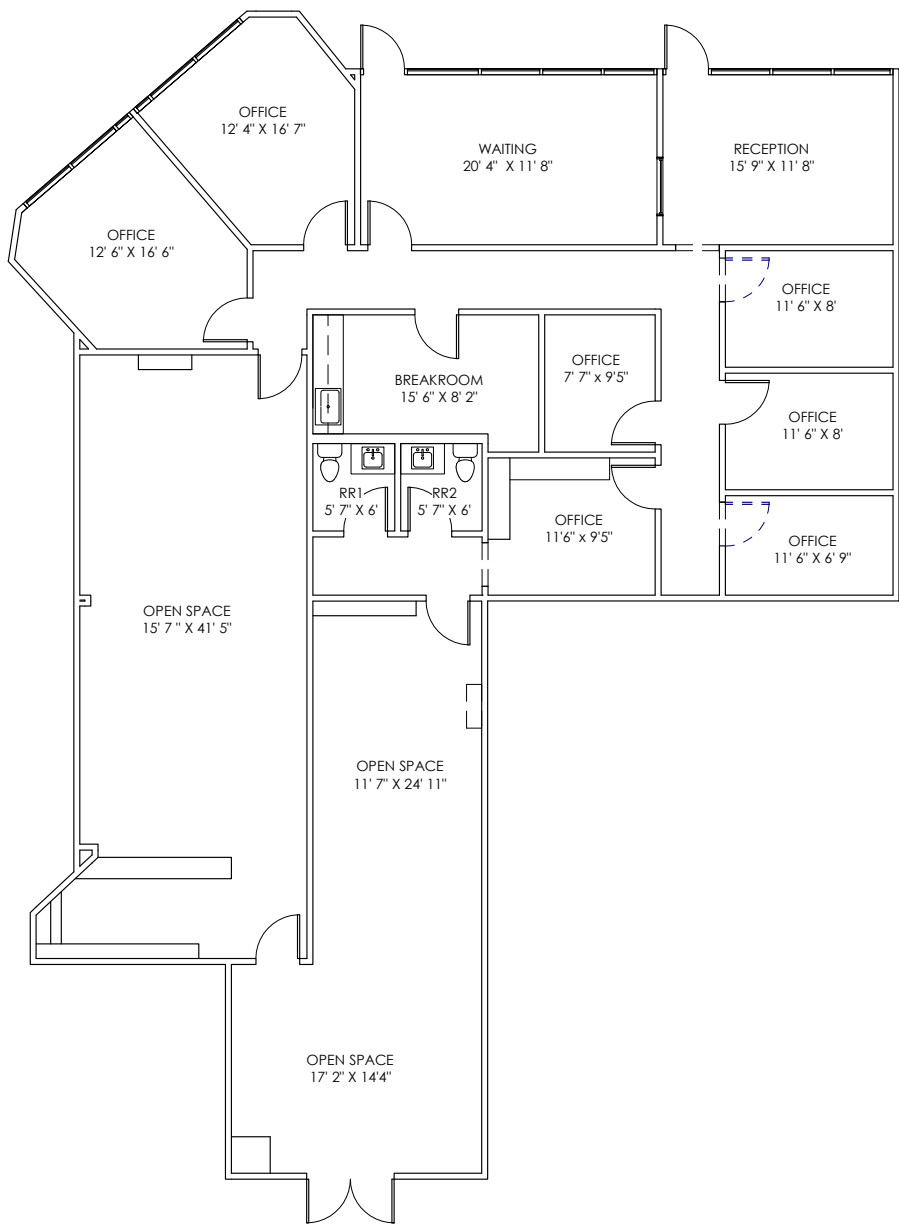 OFFICE
12' 4" X 16' 7"
WAITING
20' 4" X 11' 8"
RECEPTION
15' 9" X 11' 8"
OFFICE
12' 6" X 16' 6"
OFFICE
11' 6" X 8'
OFFICE
7' 7" x 9'5"
BREAKROOM
15' 6" X 8' 2"
OFFICE
11' 6" X 8'
RR1
5' 7" X 6'
RR2
5' 7" X 6'
OFFICE
11'6" x 9'5"
OFFICE
11' 6" X 6' 9"
OPEN SPACE
15' 7 " X 41' 5"
OPEN SPACE
11' 7" X 24' 11"
OPEN SPACE
17' 2" X 14'4"